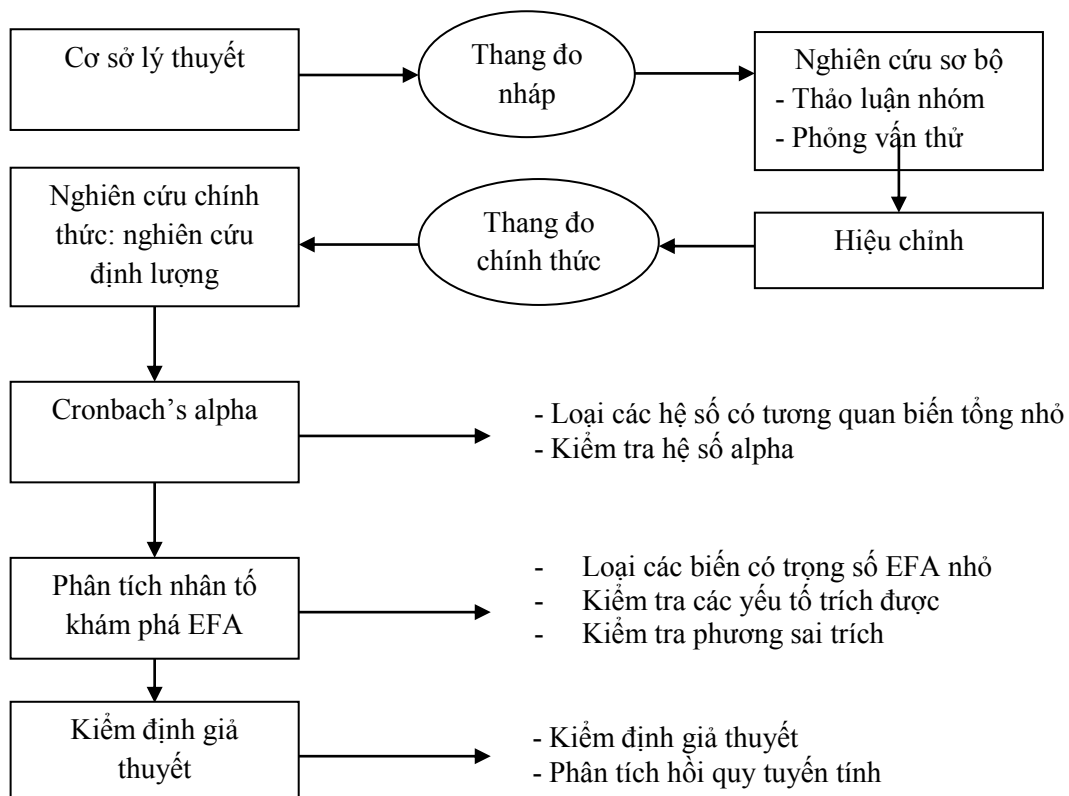 Cơ sở lý thuyết
Thang đo
nháp
Nghiên cứu sơ bộ
- Thảo luận nhóm
- Phỏng vấn thử
Nghiên cứu chính
thức: nghiên cứu
định lượng
Thang đo
chính thức
Hiệu chỉnh
Cronbach’s alpha
- Loại các hệ số có tương quan biến tổng nhỏ
- Kiểm tra hệ số alpha
Phân tích nhân tố
khám phá EFA
- Loại các biến có trọng số EFA nhỏ
- Kiểm tra các yếu tố trích được
- Kiểm tra phương sai trích
Kiểm định giả
thuyết
- Kiểm định giả thuyết
- Phân tích hồi quy tuyến tính